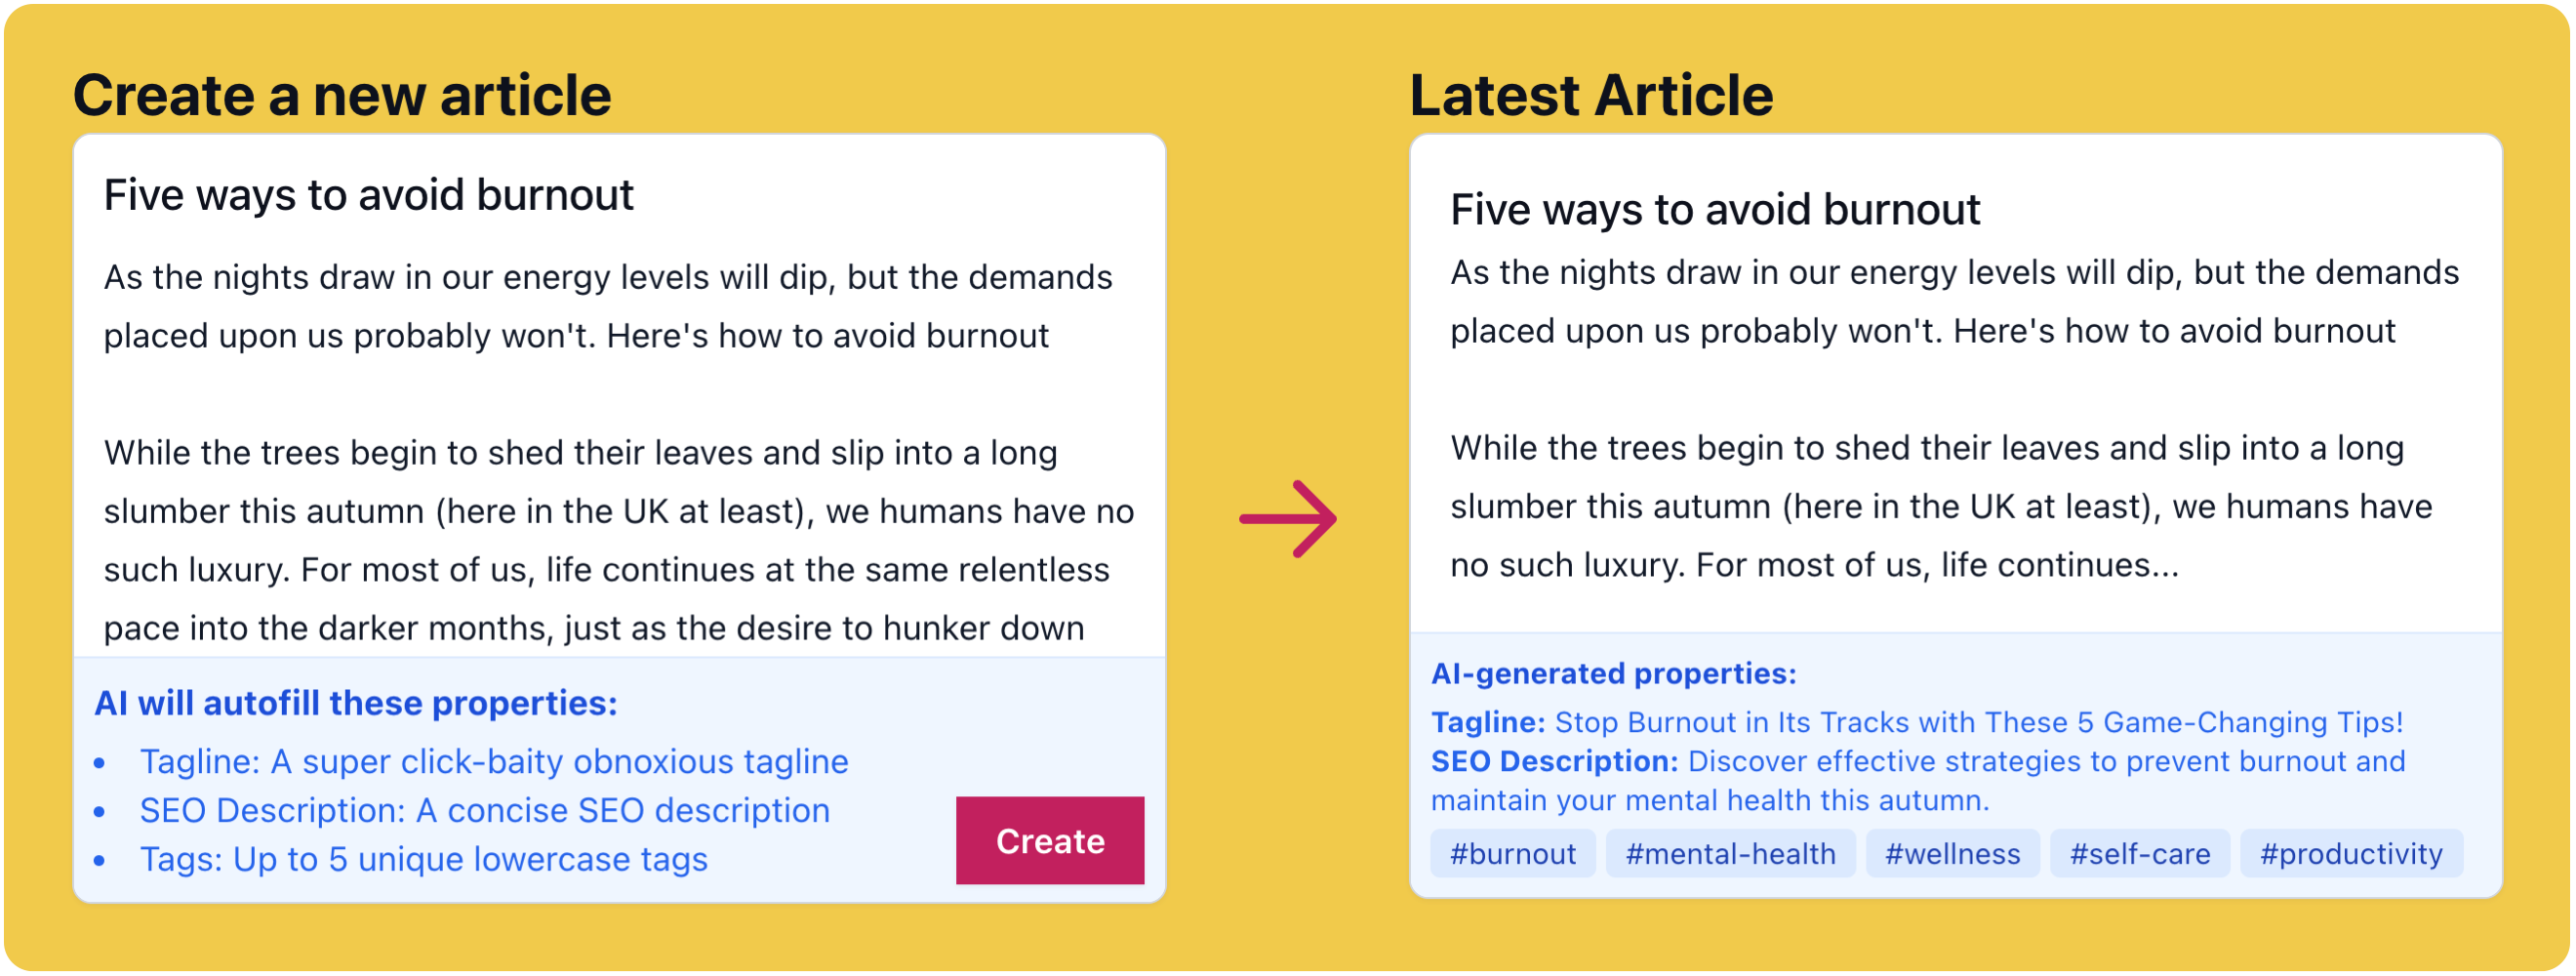 Create a new article
Five ways to avoid burnout
As the nights draw in our energy levels will dip, but the demands
placed upon us probably won't. Here's how to avoid burnout
While the trees begin to shed their leaves and slip into a long
slumber this autumn (here in the UK at least), we humans have no
such luxury. For most of us, life continues at the same relentless
pace into the darker months, just as the desire to hunker down
AI will autofill these properties:
• Tagline: A super click-baity obnoxious tagline
• SEO Description: A concise SEO description
• Tags: Up to 5 unique lowercase tags
Create
Latest Article
Five ways to avoid burnout
As the nights draw in our energy levels will dip, but the demands
placed upon us probably won't. Here's how to avoid burnout
While the trees begin to shed their leaves and slip into a long
slumber this autumn (here in the UK at least), we humans have
no such luxury. For most of us, life continues...
AI-generated properties:
Tagline: Stop Burnout in Its Tracks with These 5 Game-Changing Tips!
SEO Description: Discover effective strategies to prevent burnout and
maintain your mental health this autumn.
#burnout #mental-health #wellness #self-care #productivity